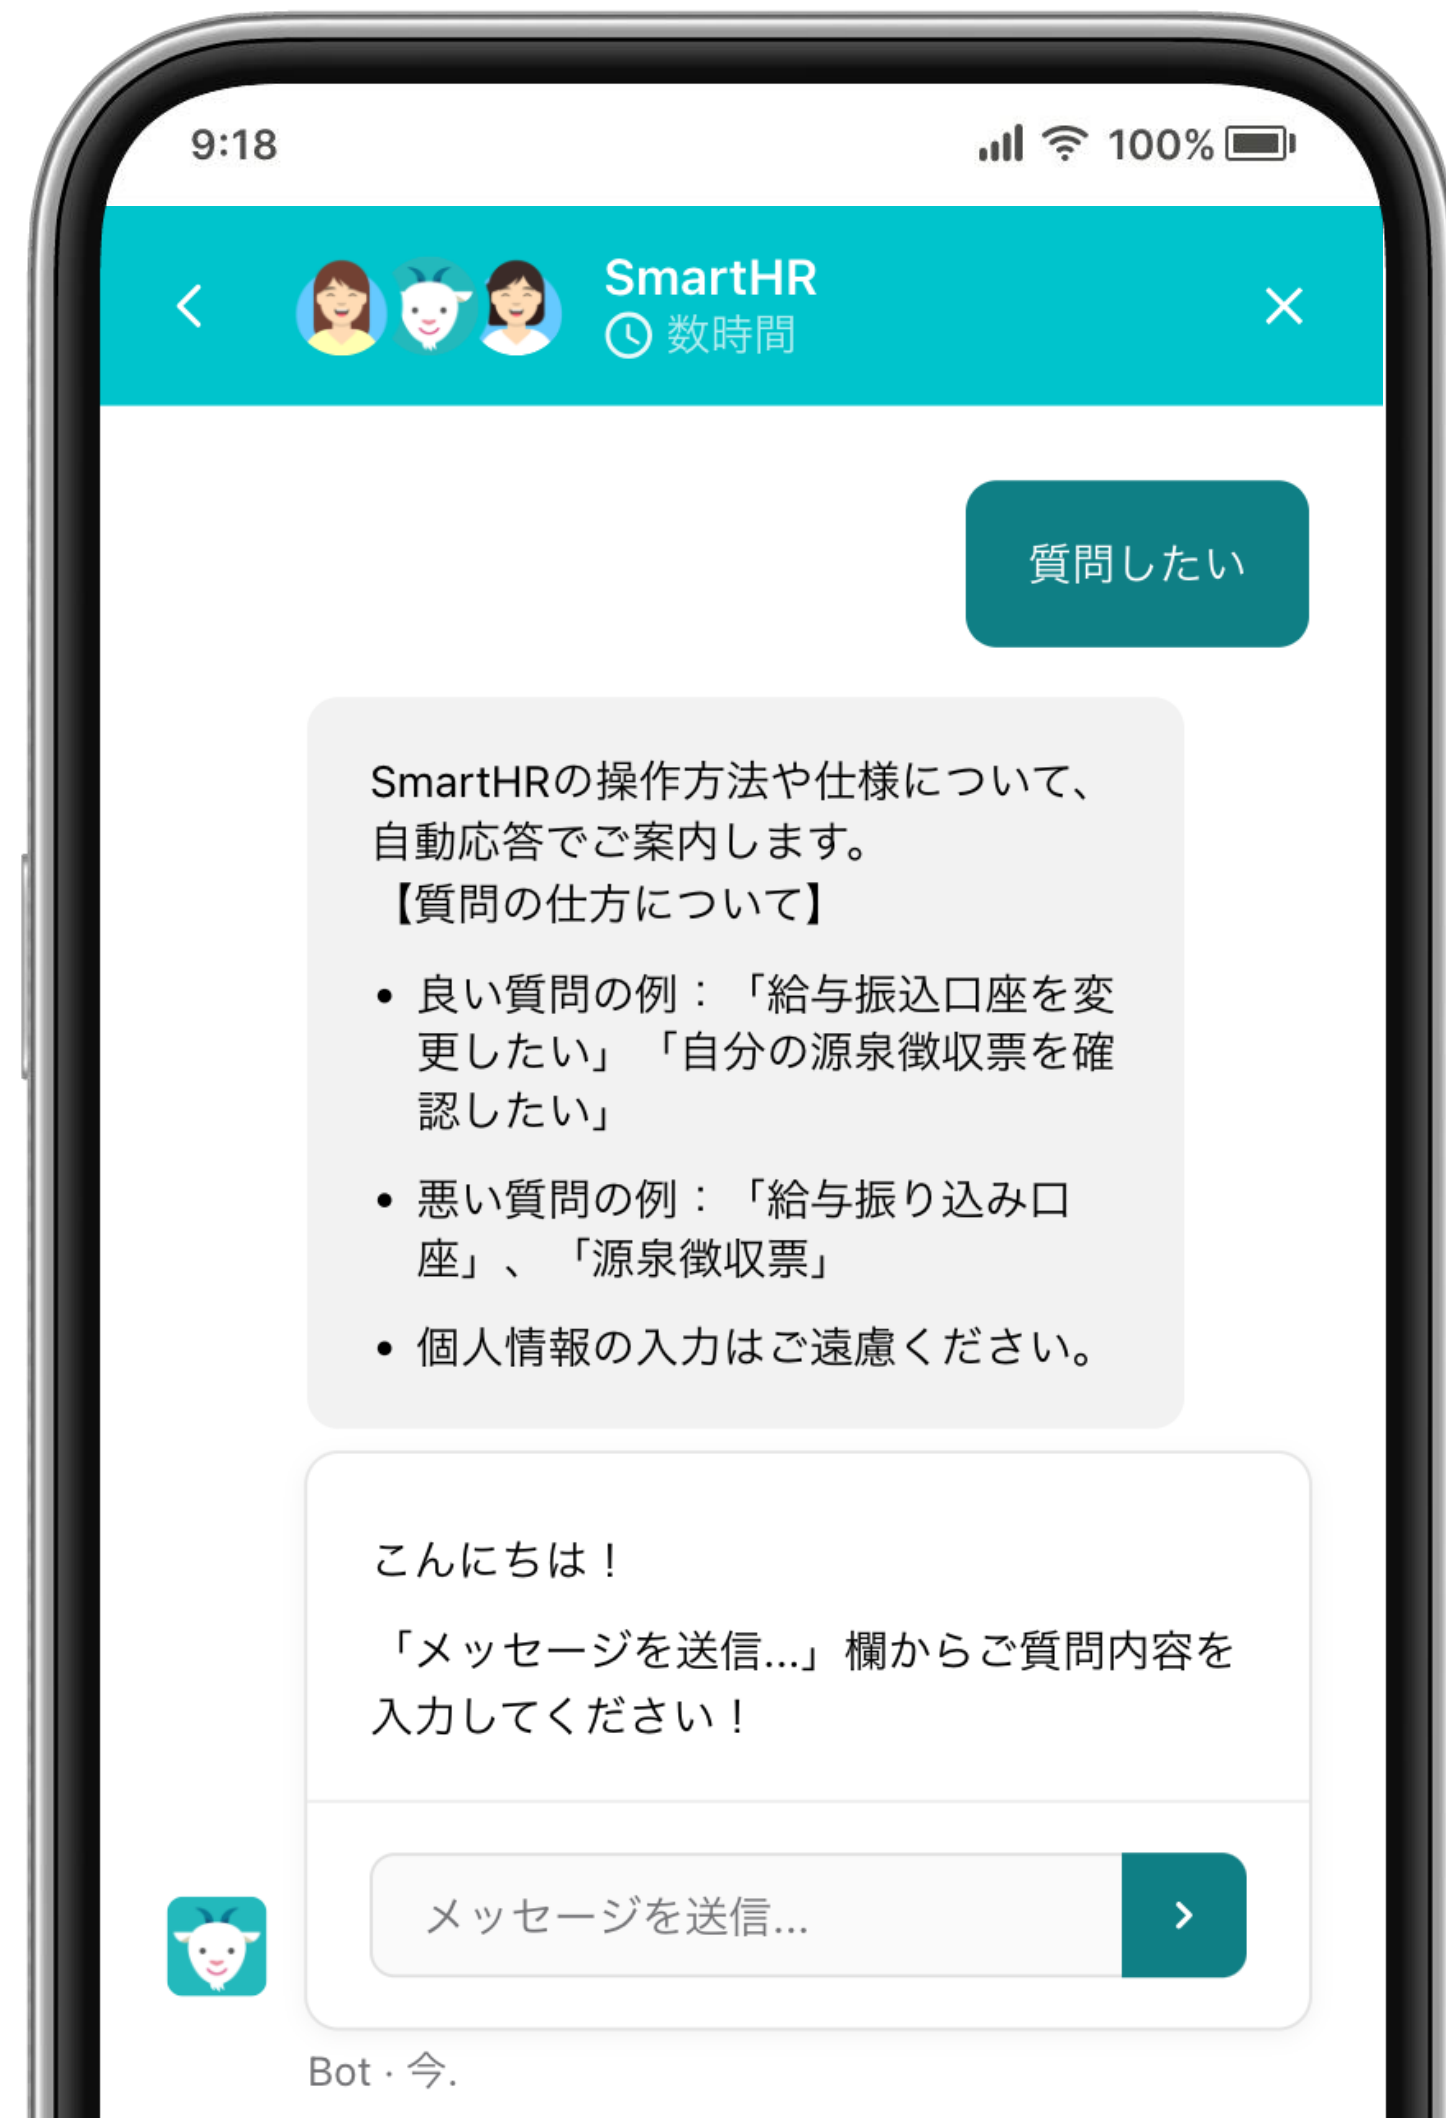 9:18
100%
SmartHR
数時間
質問したい
SmartHRの操作方法や仕様について、
自動応答でご案内します。
【質問の仕方について】
• 良い質問の例：「給与振込口座を変
更したい」「自分の源泉徴収票を確
認したい」
• 悪い質問の例：「給与振り込み口
座」、「源泉徴収票」
• 個人情報の入力はご遠慮ください。
こんにちは！
「メッセージを送信...」欄からご質問内容を
入力してください！
メッセージを送信...
Bot · 今.